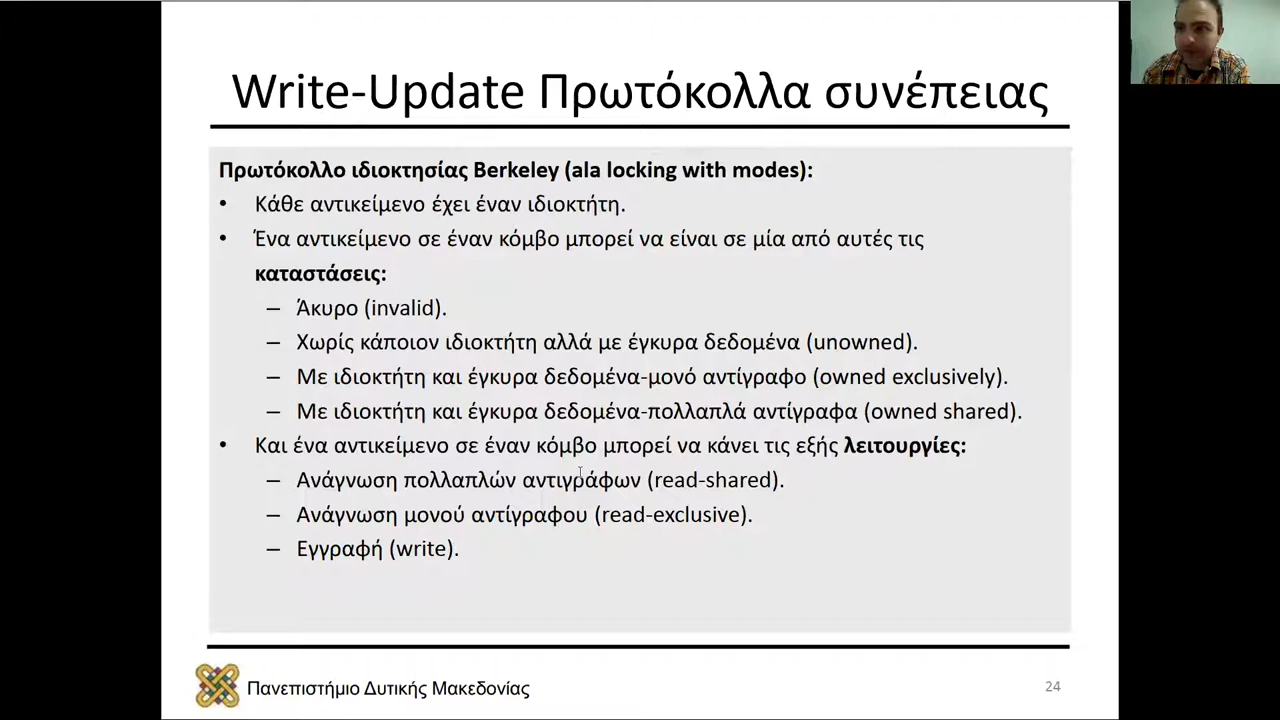 Write-Update Πρωτόκολλα συνέπειας
Πρωτόκολλο ιδιοκτησίας Berkeley (ala locking with modes):
• Κάθε αντικείμενο έχει έναν ιδιοκτήτη.
• Ένα αντικείμενο σε έναν κόμβο μπορεί να είναι σε μία από αυτές τις
καταστάσεις:
– Άκυρο (invalid).
– Χωρίς κάποιον ιδιοκτήτη αλλά με έγκυρα δεδομένα (unowned).
– Με ιδιοκτήτη και έγκυρα δεδομένα-μονό αντίγραφο (owned exclusively).
– Με ιδιοκτήτη και έγκυρα δεδομένα-πολλαπλά αντίγραφα (owned shared).
• Και ένα αντικείμενο σε έναν κόμβο μπορεί να κάνει τις εξής λειτουργίες:
– Ανάγνωση πολλαπλών αντιγράφων (read-shared).
– Ανάγνωση μονού αντίγραφου (read-exclusive).
– Εγγραφή (write).
Πανεπιστήμιο Δυτικής Μακεδονίας
24